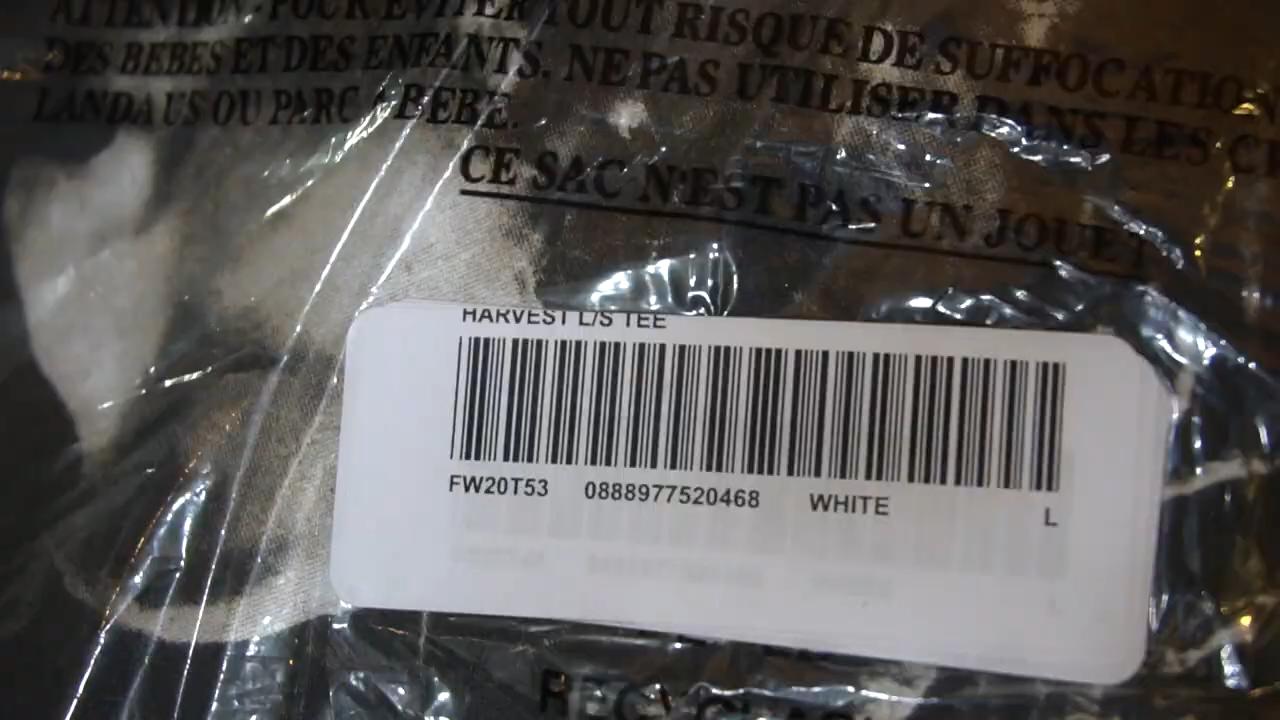 ATTENTION-POUR EVITER TOUT RISQUE DE SUFFOCATION
DES BEBES ET DES ENFANTS. NE PAS UTILISER DANS LES
LANDAUS OU PARC A BEBE.
CE SAC N'EST PAS UN JOUET
HARVEST L/S TEE
FW20T53 0888977520468 WHITE L